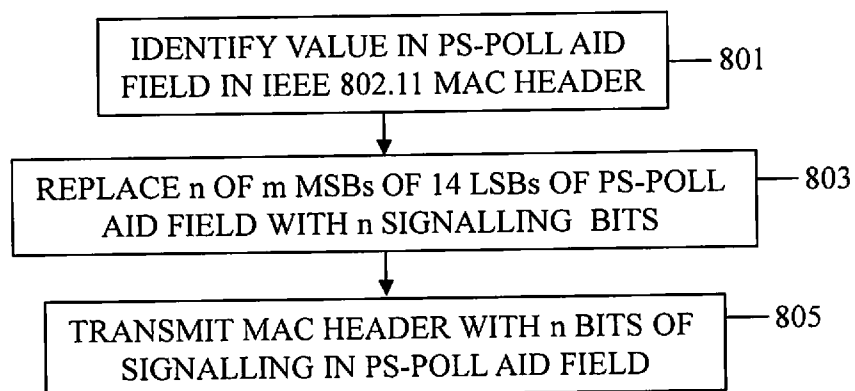 IDENTIFY VALUE IN PS-POLL AID
FIELD IN IEEE 802.11 MAC HEADER
801
REPLACE n OF m MSBs OF 14 LSBs OF PS-POLL
AID FIELD WITH n SIGNALLING BITS
803
TRANSMIT MAC HEADER WITH n BITS OF
SIGNALLING IN PS-POLL AID FIELD
805